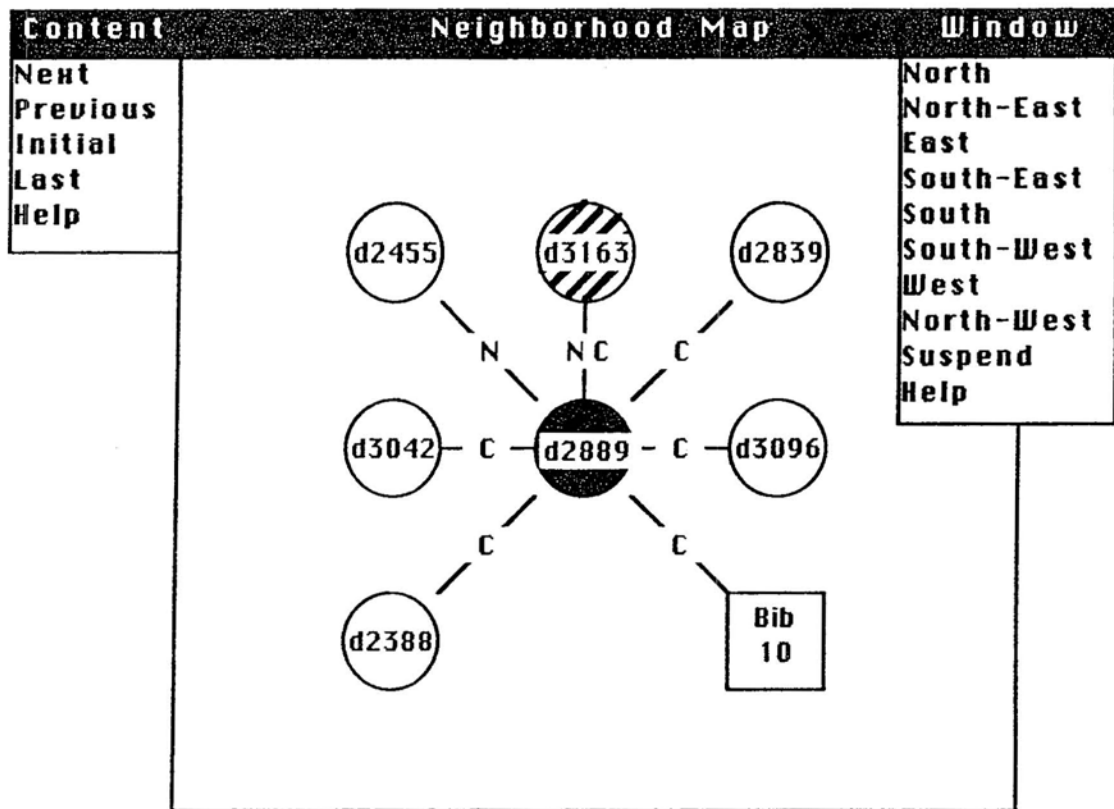 Content Neighborhood Map Window
Next
Previous
Initial
Last
Help
North
North-East
East
South-East
South
South-West
West
North-West
Suspend
Help
d2455 d3163 d2839
N N C C
d3042 C d2889 C d3096
C C
d2388 Bib
10